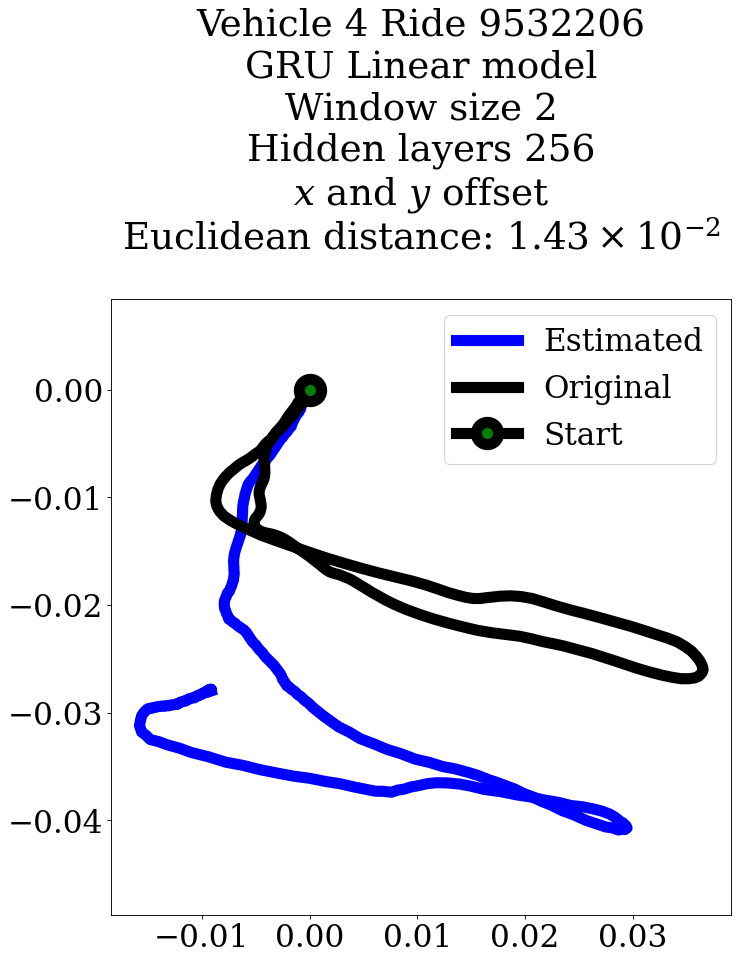 Vehicle 4 Ride 9532206
GRU Linear model
Window size 2
Hidden layers 256
x and y offset
Euclidean distance: 1.43 × 10⁻²
Estimated
Original
Start
0.00
−0.01
−0.02
−0.03
−0.04
−0.01 0.00 0.01 0.02 0.03